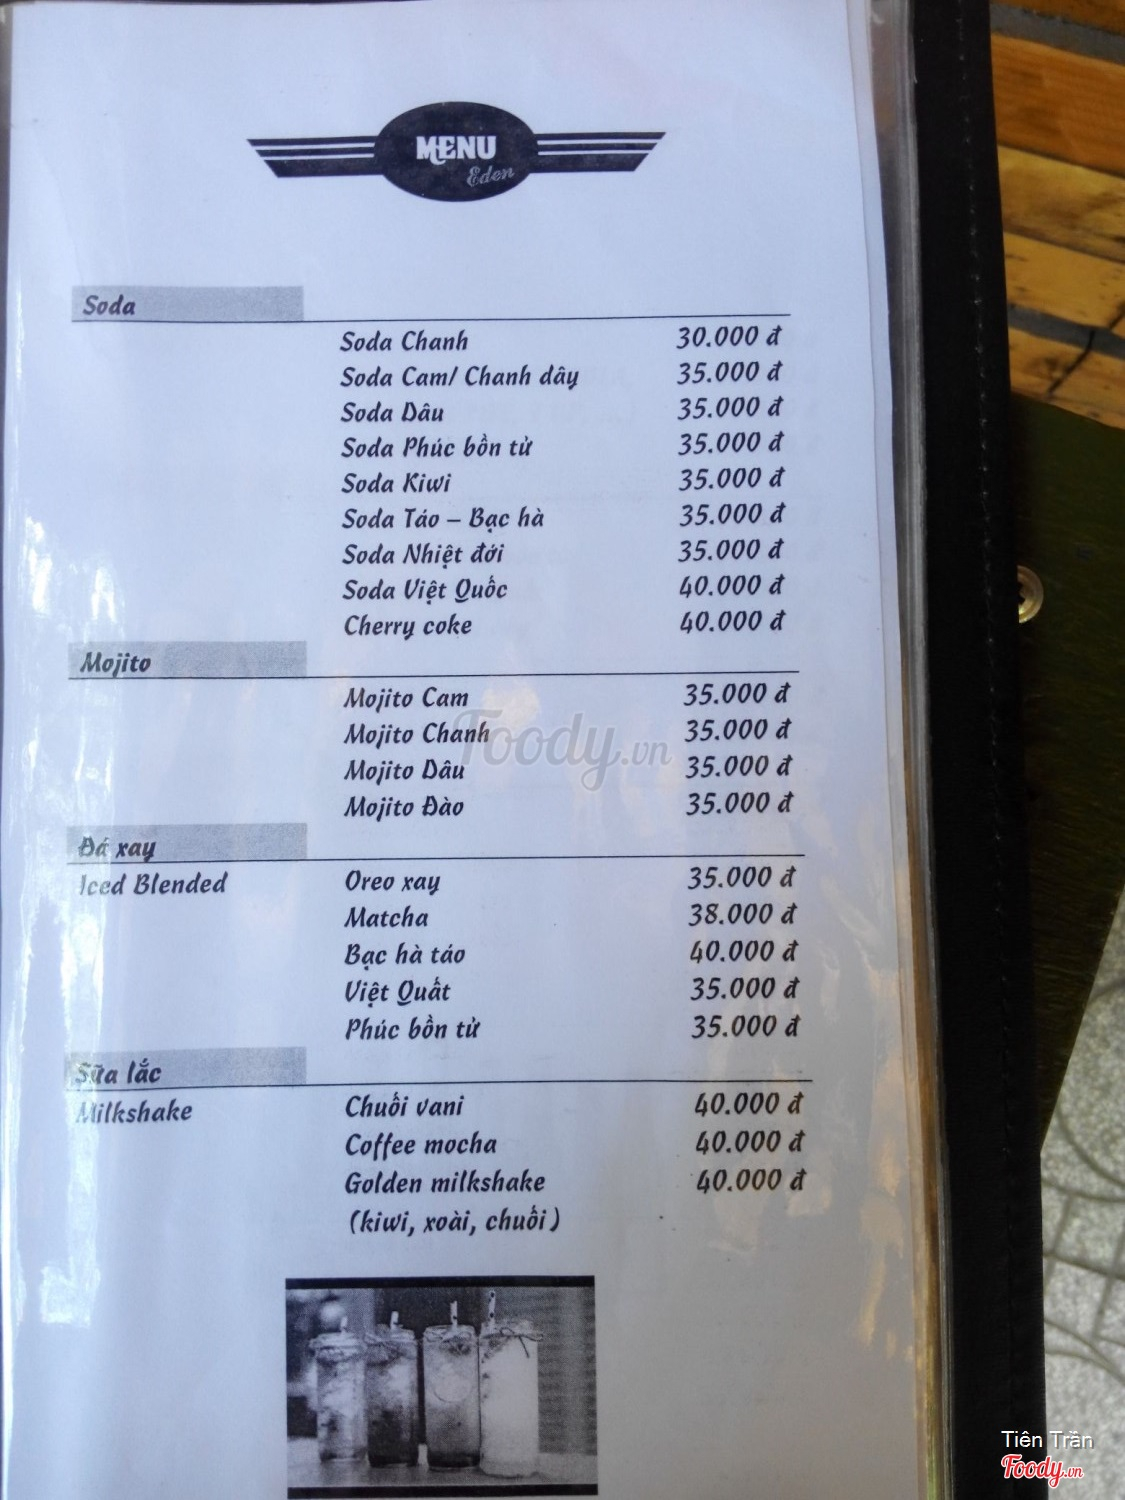 MENU
Eden
Soda
Soda Chanh 30.000 đ
Soda Cam/ Chanh dây 35.000 đ
Soda Dâu 35.000 đ
Soda Phúc bồn tử 35.000 đ
Soda Kiwi 35.000 đ
Soda Táo – Bạc hà 35.000 đ
Soda Nhiệt đới 35.000 đ
Soda Việt Quốc 40.000 đ
Cherry coke 40.000 đ
Mojito
Mojito Cam 35.000 đ
Mojito Chanh 35.000 đ
Mojito Dâu 35.000 đ
Mojito Đào 35.000 đ
Foody.vn
Đá xay
Iced Blended Oreo xay 35.000 đ
Matcha 38.000 đ
Bạc hà táo 40.000 đ
Việt Quất 35.000 đ
Phúc bồn tử 35.000 đ
Sữa lắc
Milkshake Chuối vani 40.000 đ
Coffee mocha 40.000 đ
Golden milkshake 40.000 đ
(kiwi, xoài, chuối)
Tiên Trần
Foody.vn